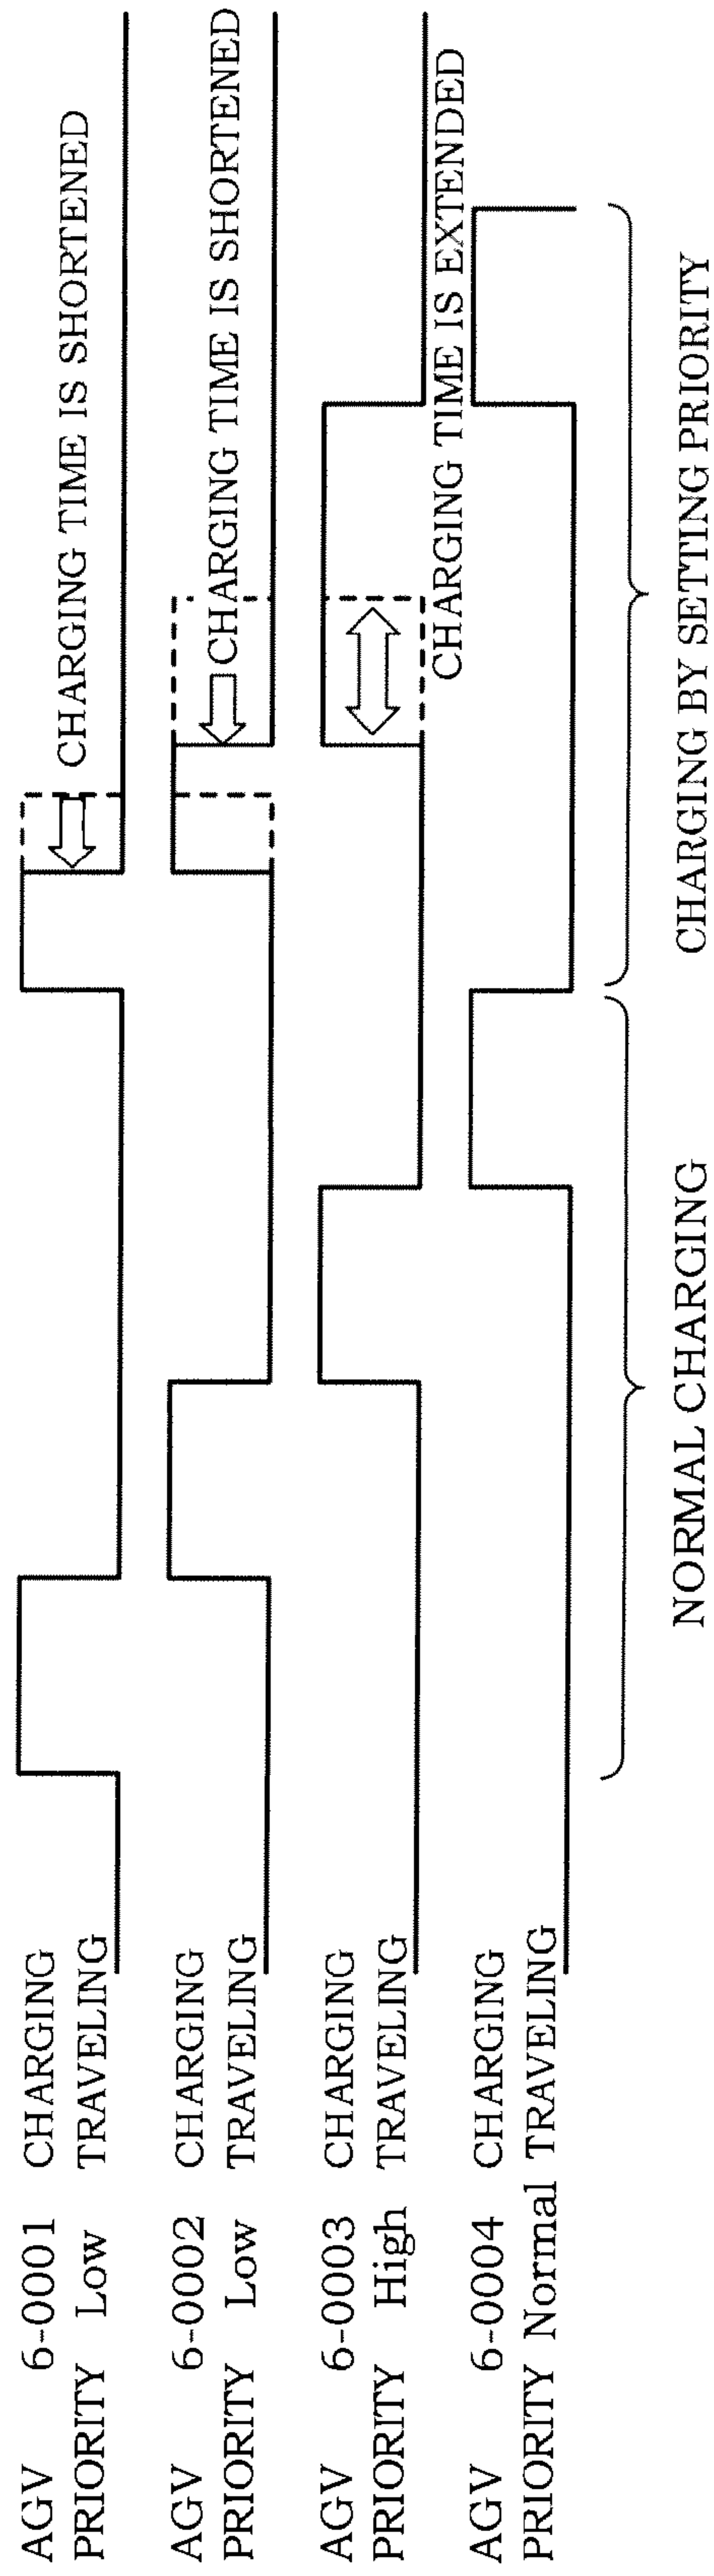 AGV 6-0001 CHARGING
PRIORITY Low TRAVELING
CHARGING TIME IS SHORTENED
AGV 6-0002 CHARGING
PRIORITY Low TRAVELING
CHARGING TIME IS SHORTENED
AGV 6-0003 CHARGING
PRIORITY High TRAVELING
CHARGING TIME IS EXTENDED
AGV 6-0004 CHARGING
PRIORITY Normal TRAVELING
NORMAL CHARGING
CHARGING BY SETTING PRIORITY